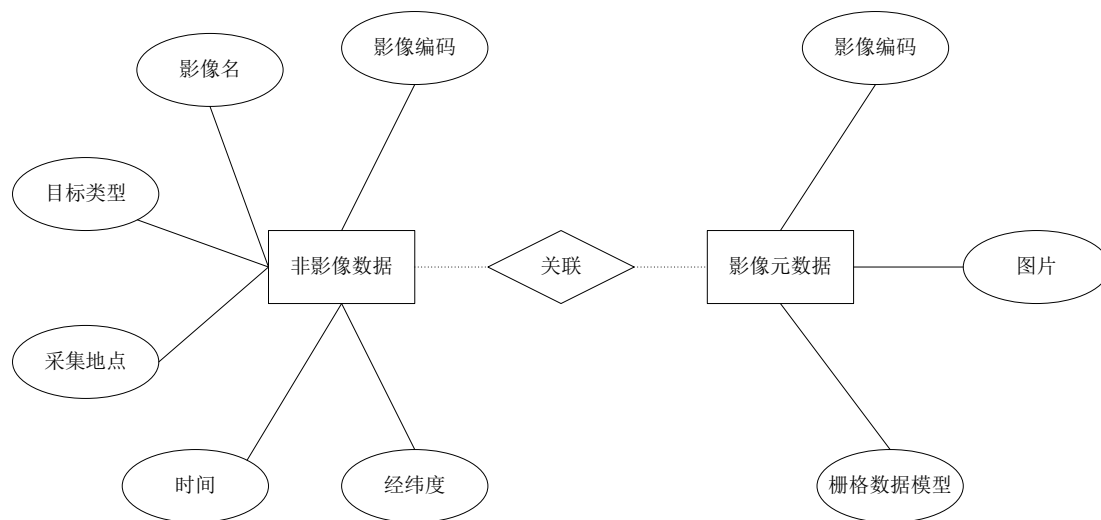 影像编码
影像编码
影像名
目标类型
非影像数据
关联
影像元数据
图片
采集地点
时间
经纬度
栅格数据模型